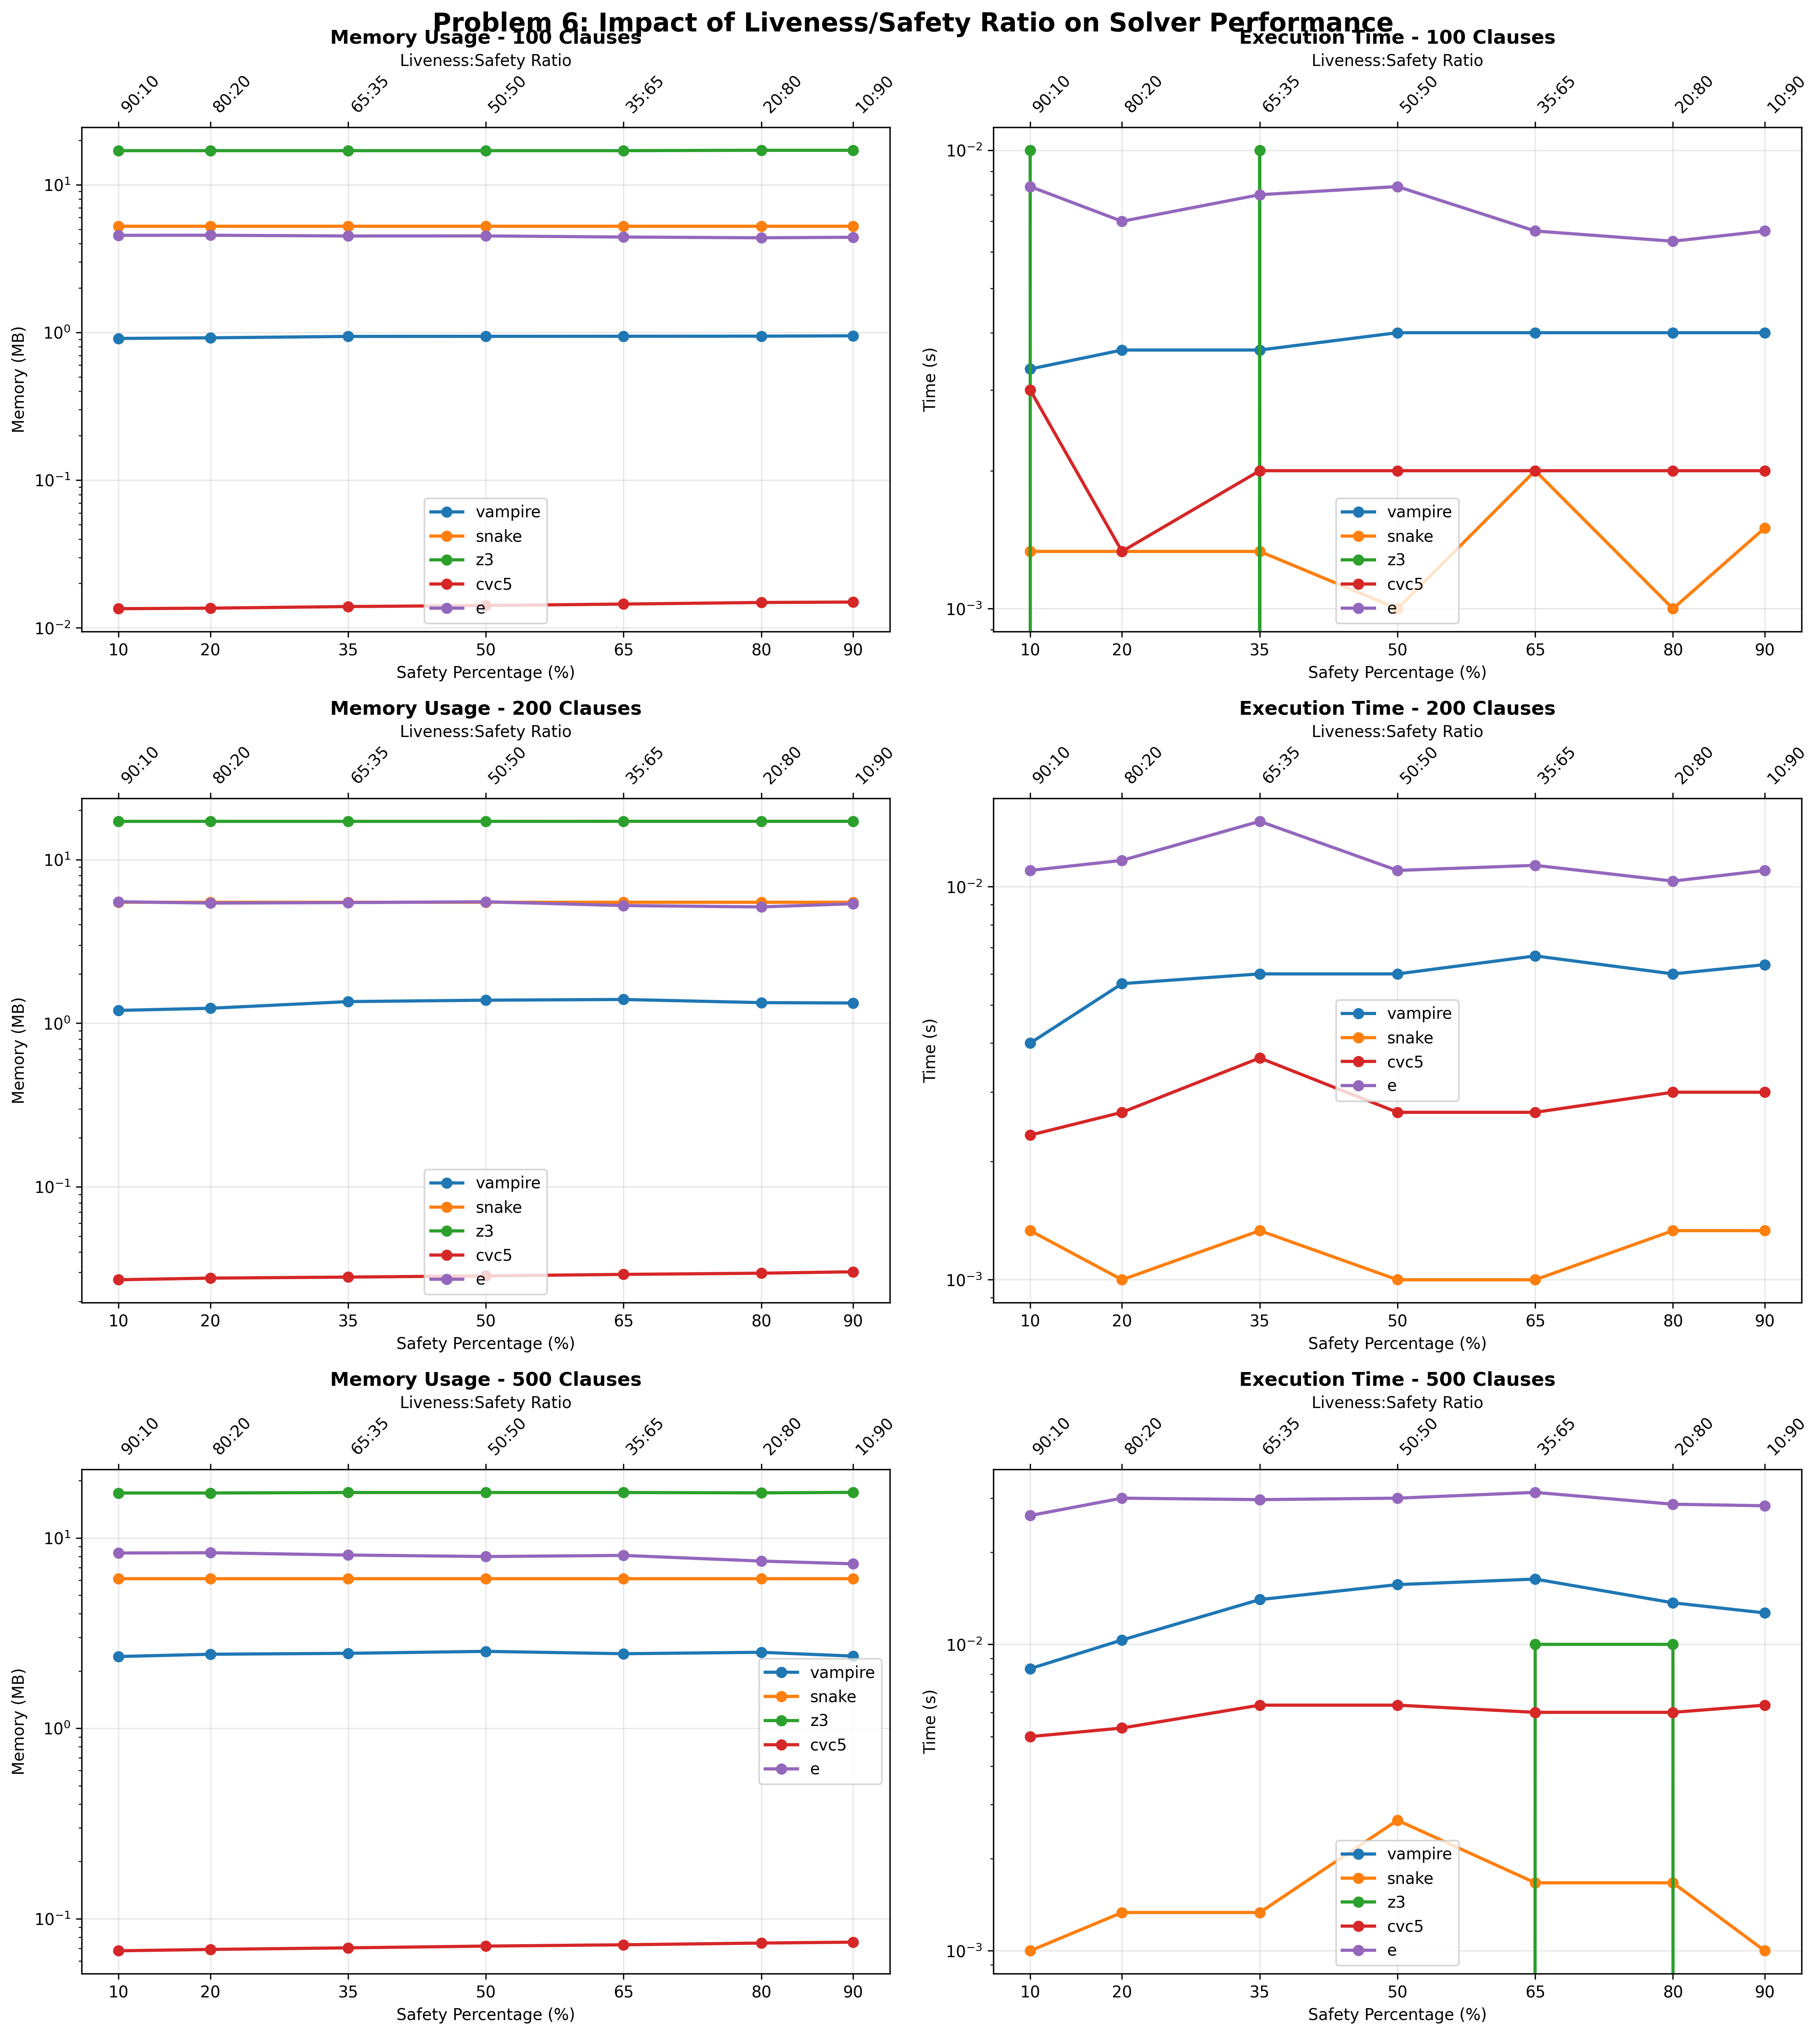 Problem 6: Impact of Liveness/Safety Ratio on Solver Performance
Memory Usage - 100 Clauses
Liveness:Safety Ratio
90:10 80:20 65:35 50:50 35:65 20:80 10:90
Memory (MB)
10¹
10⁰
10⁻¹
10⁻²
vampire
snake
z3
cvc5
e
10 20 35 50 65 80 90
Safety Percentage (%)
Execution Time - 100 Clauses
Liveness:Safety Ratio
90:10 80:20 65:35 50:50 35:65 20:80 10:90
Time (s)
10⁻²
10⁻³
vampire
snake
z3
cvc5
e
10 20 35 50 65 80 90
Safety Percentage (%)
Memory Usage - 200 Clauses
Liveness:Safety Ratio
90:10 80:20 65:35 50:50 35:65 20:80 10:90
Memory (MB)
10¹
10⁰
10⁻¹
vampire
snake
z3
cvc5
e
10 20 35 50 65 80 90
Safety Percentage (%)
Execution Time - 200 Clauses
Liveness:Safety Ratio
90:10 80:20 65:35 50:50 35:65 20:80 10:90
Time (s)
10⁻²
10⁻³
vampire
snake
cvc5
e
10 20 35 50 65 80 90
Safety Percentage (%)
Memory Usage - 500 Clauses
Liveness:Safety Ratio
90:10 80:20 65:35 50:50 35:65 20:80 10:90
Memory (MB)
10¹
10⁰
10⁻¹
vampire
snake
z3
cvc5
e
10 20 35 50 65 80 90
Safety Percentage (%)
Execution Time - 500 Clauses
Liveness:Safety Ratio
90:10 80:20 65:35 50:50 35:65 20:80 10:90
Time (s)
10⁻²
10⁻³
vampire
snake
z3
cvc5
e
10 20 35 50 65 80 90
Safety Percentage (%)